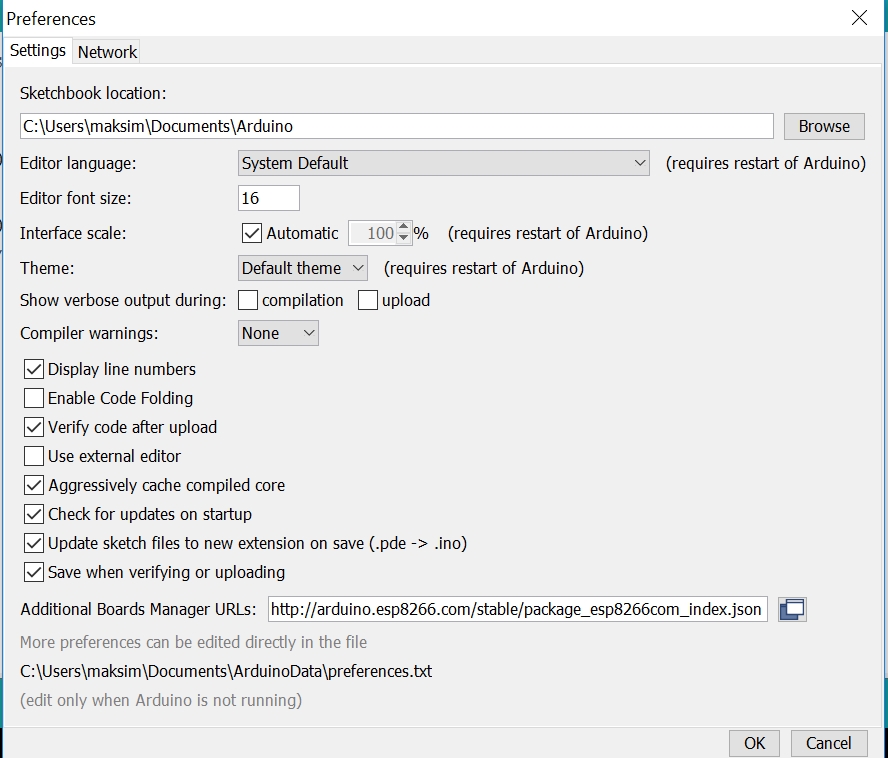 Preferences
Settings Network
Sketchbook location:
C:\Users\maksim\Documents\Arduino Browse
Editor language: System Default (requires restart of Arduino)
Editor font size: 16
Interface scale: Automatic 100 % (requires restart of Arduino)
Theme: Default theme (requires restart of Arduino)
Show verbose output during: compilation upload
Compiler warnings: None
Display line numbers
Enable Code Folding
Verify code after upload
Use external editor
Aggressively cache compiled core
Check for updates on startup
Update sketch files to new extension on save (.pde -> .ino)
Save when verifying or uploading
Additional Boards Manager URLs: http://arduino.esp8266.com/stable/package_esp8266com_index.json
More preferences can be edited directly in the file
C:\Users\maksim\Documents\ArduinoData\preferences.txt
(edit only when Arduino is not running)
OK Cancel